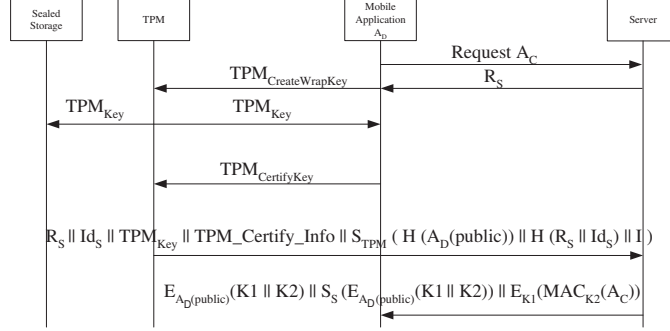 Sealed
Storage
TPM
Mobile
Application
A_D
Server
Request A_C
R_S
TPM_CreateWrapKey
TPM_Key
TPM_Key
TPM_CertifyKey
R_S || Id_S || TPM_Key || TPM_Certify_Info || S_TPM ( H (A_D(public)) || H (R_S || Id_S) || I )
E_A_D(public)(K1 || K2) || S_S (E_A_D(public)(K1 || K2)) || E_K1(MAC_K2(A_C))